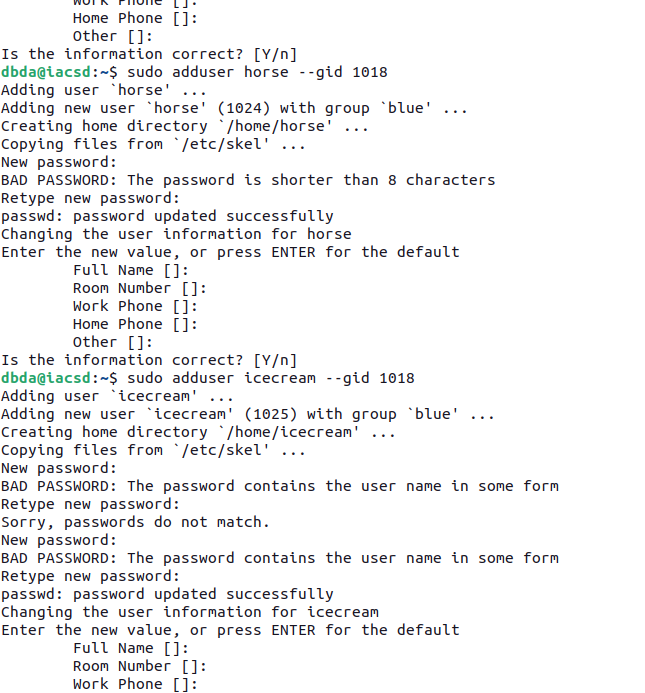 Work Phone []:
Home Phone []:
Other []:
Is the information correct? [Y/n]
dbda@iacsd:~$ sudo adduser horse --gid 1018
Adding user `horse' ...
Adding new user `horse' (1024) with group `blue' ...
Creating home directory `/home/horse' ...
Copying files from `/etc/skel' ...
New password:
BAD PASSWORD: The password is shorter than 8 characters
Retype new password:
passwd: password updated successfully
Changing the user information for horse
Enter the new value, or press ENTER for the default
Full Name []:
Room Number []:
Work Phone []:
Home Phone []:
Other []:
Is the information correct? [Y/n]
dbda@iacsd:~$ sudo adduser icecream --gid 1018
Adding user `icecream' ...
Adding new user `icecream' (1025) with group `blue' ...
Creating home directory `/home/icecream' ...
Copying files from `/etc/skel' ...
New password:
BAD PASSWORD: The password contains the user name in some form
Retype new password:
Sorry, passwords do not match.
New password:
BAD PASSWORD: The password contains the user name in some form
Retype new password:
passwd: password updated successfully
Changing the user information for icecream
Enter the new value, or press ENTER for the default
Full Name []:
Room Number []:
Work Phone []: